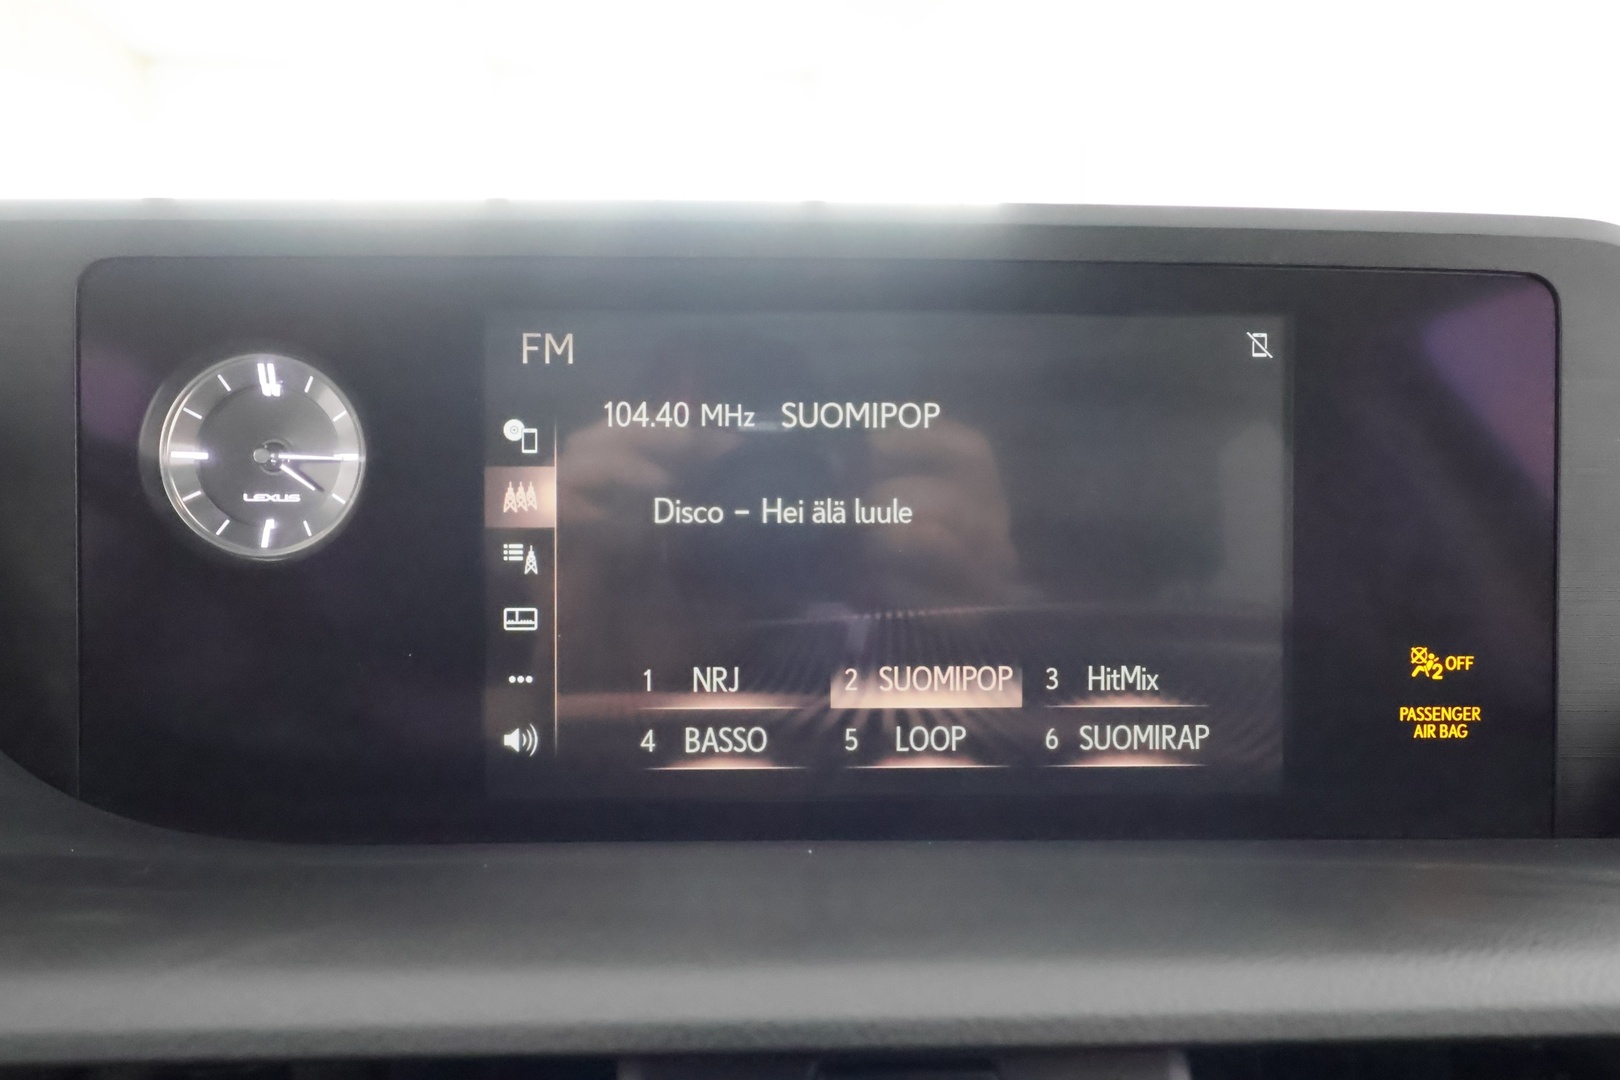 FM
104.40 MHz SUOMIPOP
LEXUS
Disco - Hei älä luule
1 NRJ 2 SUOMIPOP 3 HitMix
4 BASSO 5 LOOP 6 SUOMIRAP
2 OFF
PASSENGER
AIR BAG